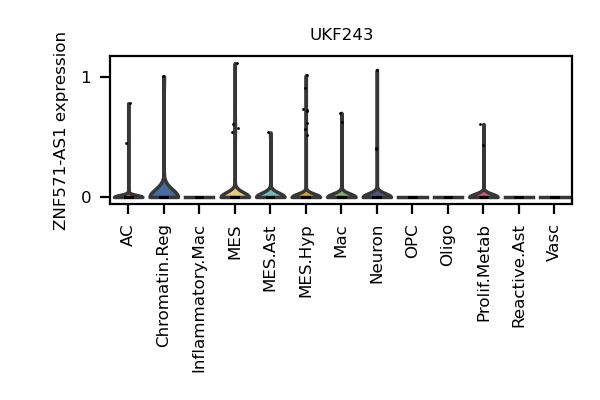 UKF243
ZNF571-AS1 expression
1
0
AC
Chromatin.Reg
Inflammatory.Mac
MES
MES.Ast
MES.Hyp
Mac
Neuron
OPC
Oligo
Prolif.Metab
Reactive.Ast
Vasc